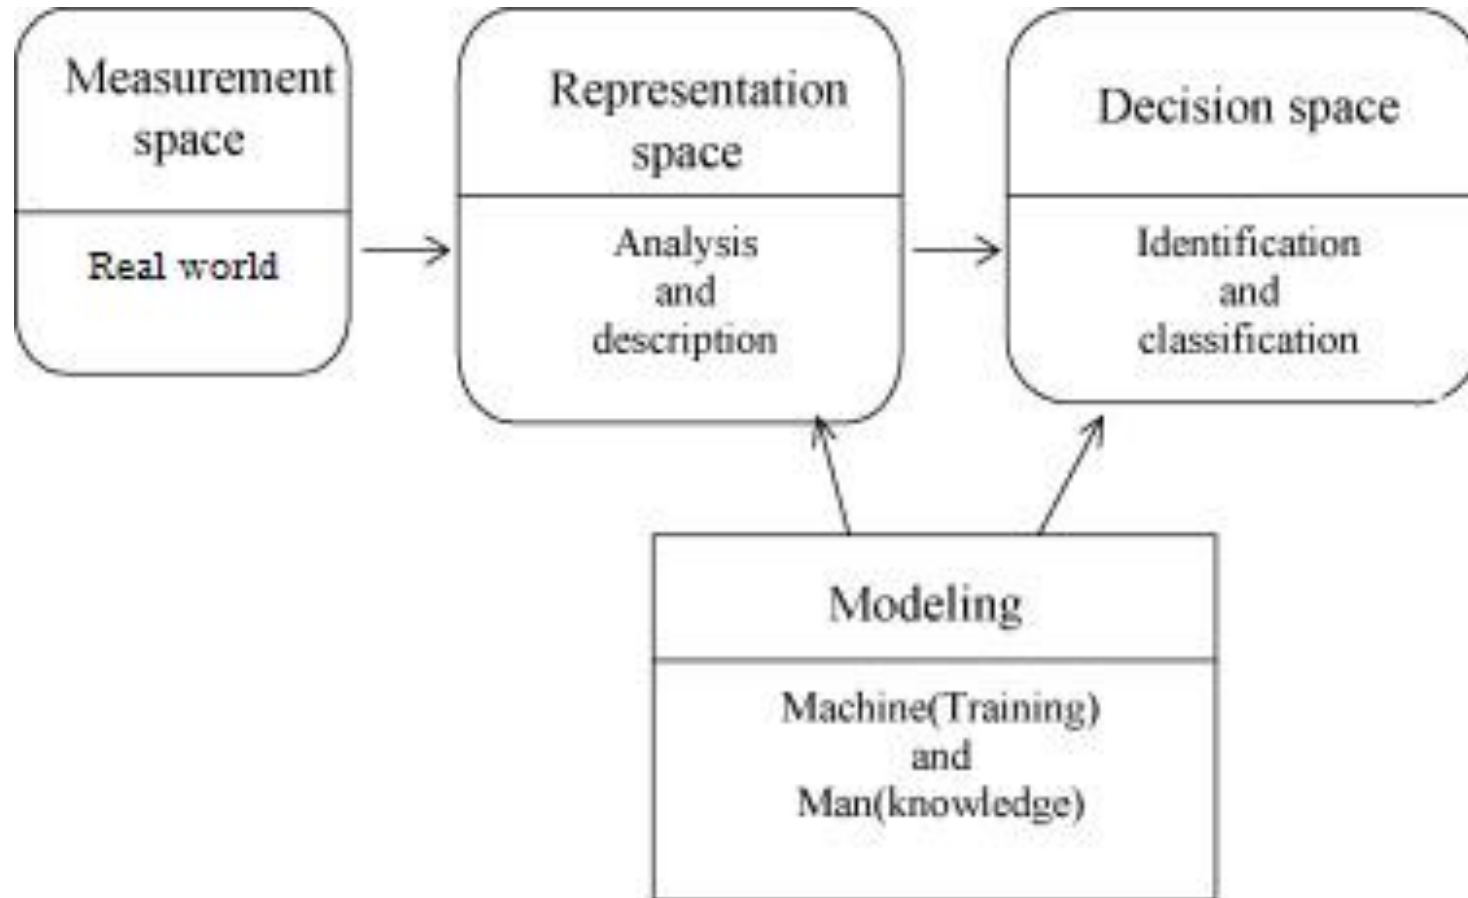 Measurement
space
Real world
Representation
space
Analysis
and
description
Decision space
Identification
and
classification
Modeling
Machine(Training)
and
Man(knowledge)